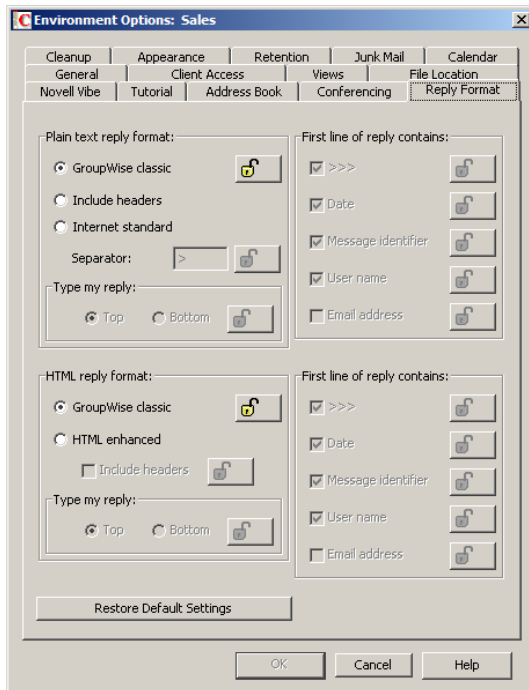 Environment Options: Sales
Cleanup Appearance Retention Junk Mail Calendar
General Client Access Views File Location
Novell Vibe Tutorial Address Book Conferencing Reply Format
Plain text reply format:
GroupWise classic
Include headers
Internet standard
Separator: >
Type my reply:
Top Bottom
First line of reply contains:
>>>
Date
Message identifier
User name
Email address
HTML reply format:
GroupWise classic
HTML enhanced
Include headers
Type my reply:
Top Bottom
First line of reply contains:
>>>
Date
Message identifier
User name
Email address
Restore Default Settings
OK Cancel Help